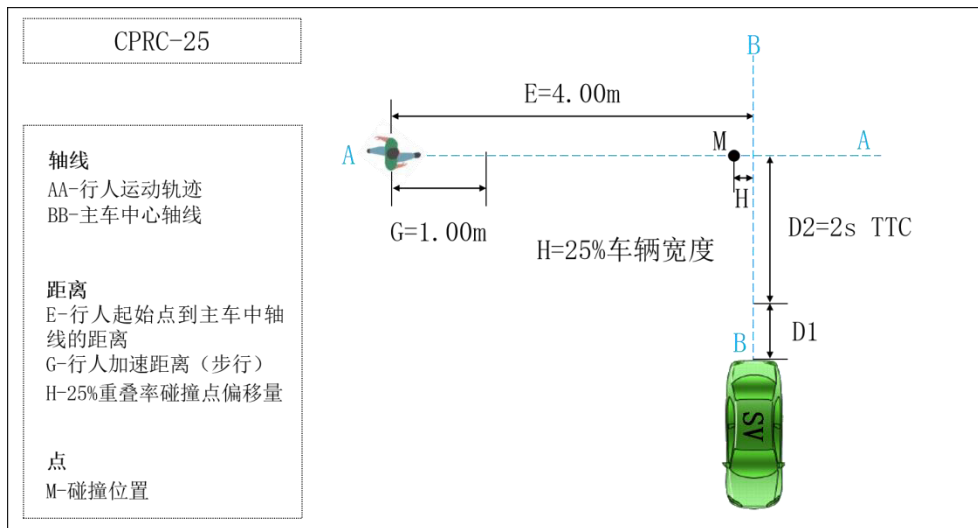 CPRC-25
轴线
AA-行人运动轨迹
BB-主车中心轴线
距离
E-行人起始点到主车中轴
线的距离
G-行人加速距离（步行）
H-25%重叠率碰撞点偏移量
点
M-碰撞位置
B
E=4.00m
A
M
A
H
G=1.00m
H=25%车辆宽度
D2=2s TTC
B
D1
SV